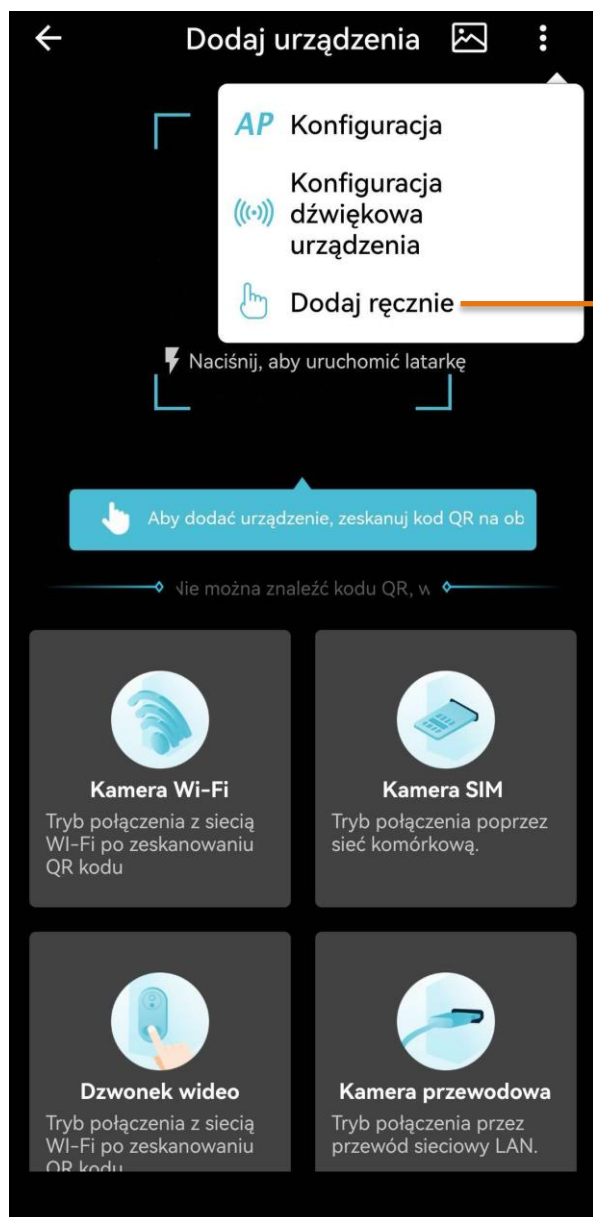 Dodaj urządzenia
AP Konfiguracja
Konfiguracja
dźwiękowa
urządzenia
Dodaj ręcznie
Naciśnij, aby uruchomić latarkę
Aby dodać urządzenie, zeskanuj kod QR na ob
Nie można znaleźć kodu QR, w
Kamera Wi-Fi
Tryb połączenia z siecią
WI-Fi po zeskanowaniu
QR kodu
Kamera SIM
Tryb połączenia poprzez
sieć komórkową.
Dzwonek wideo
Tryb połączenia z siecią
WI-Fi po zeskanowaniu
QR kodu
Kamera przewodowa
Tryb połączenia przez
przewód sieciowy LAN.